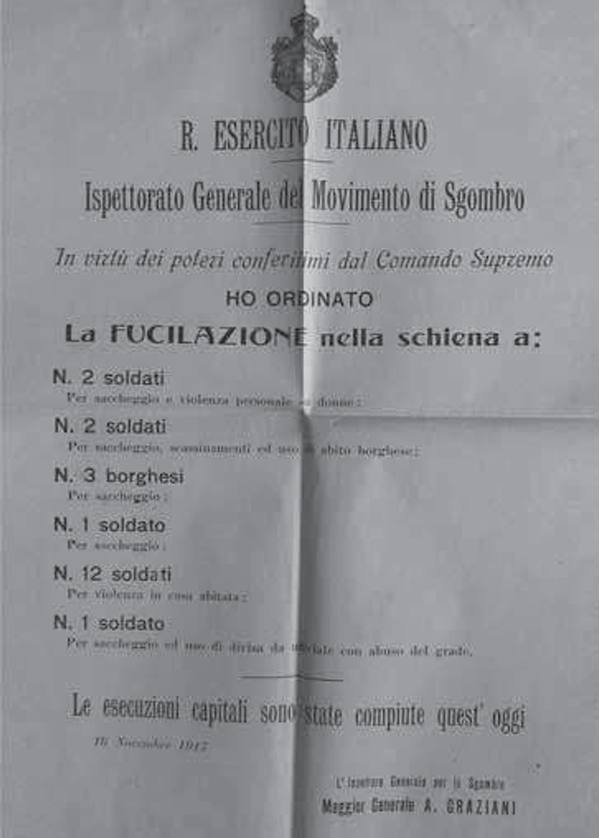 R. ESERCITO ITALIANO
Ispettorato Generale del Movimento di Sgombro
In virtù dei poteri conferitimi dal Comando Supremo
HO ORDINATO
La FUCILAZIONE nella schiena a:
N. 2 soldati
Per saccheggio e violenza personale a donne;
N. 2 soldati
Per saccheggio, scassinamenti ed uso di abito borghese;
N. 3 borghesi
Per saccheggio;
N. 1 soldato
Per saccheggio;
N. 12 soldati
Per violenza in casa abitata;
N. 1 soldato
Per saccheggio ed uso di divisa da ufficiale con abuso del grado.
Le esecuzioni capitali sono state compiute quest' oggi
16 Novembre 1917
L'Ispettore Generale per lo Sgombro
Maggior Generale A. GRAZIANI